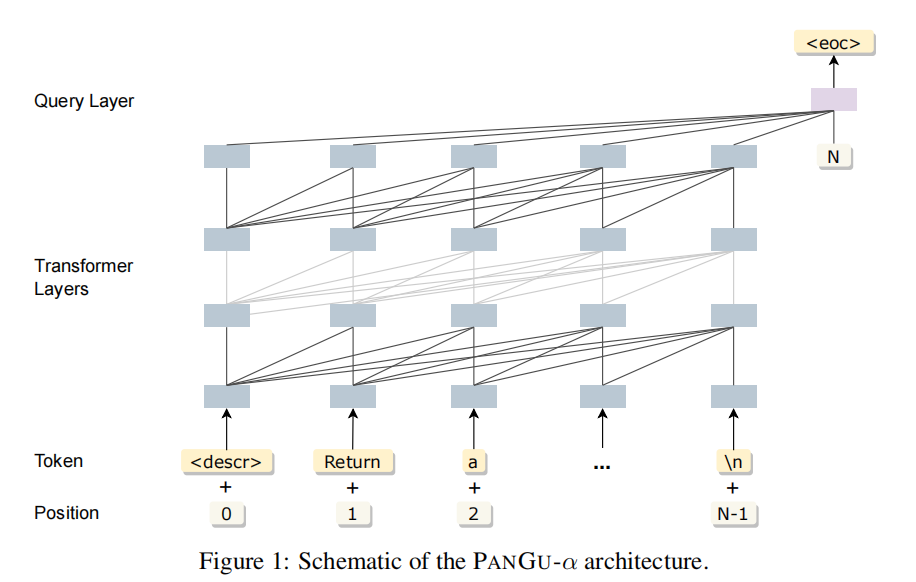 <eoc>
Query Layer
N
Transformer
Layers
Token <descr> Return a ... \n
+ + + +
Position 0 1 2 N-1
Figure 1: Schematic of the PANGU-α architecture.